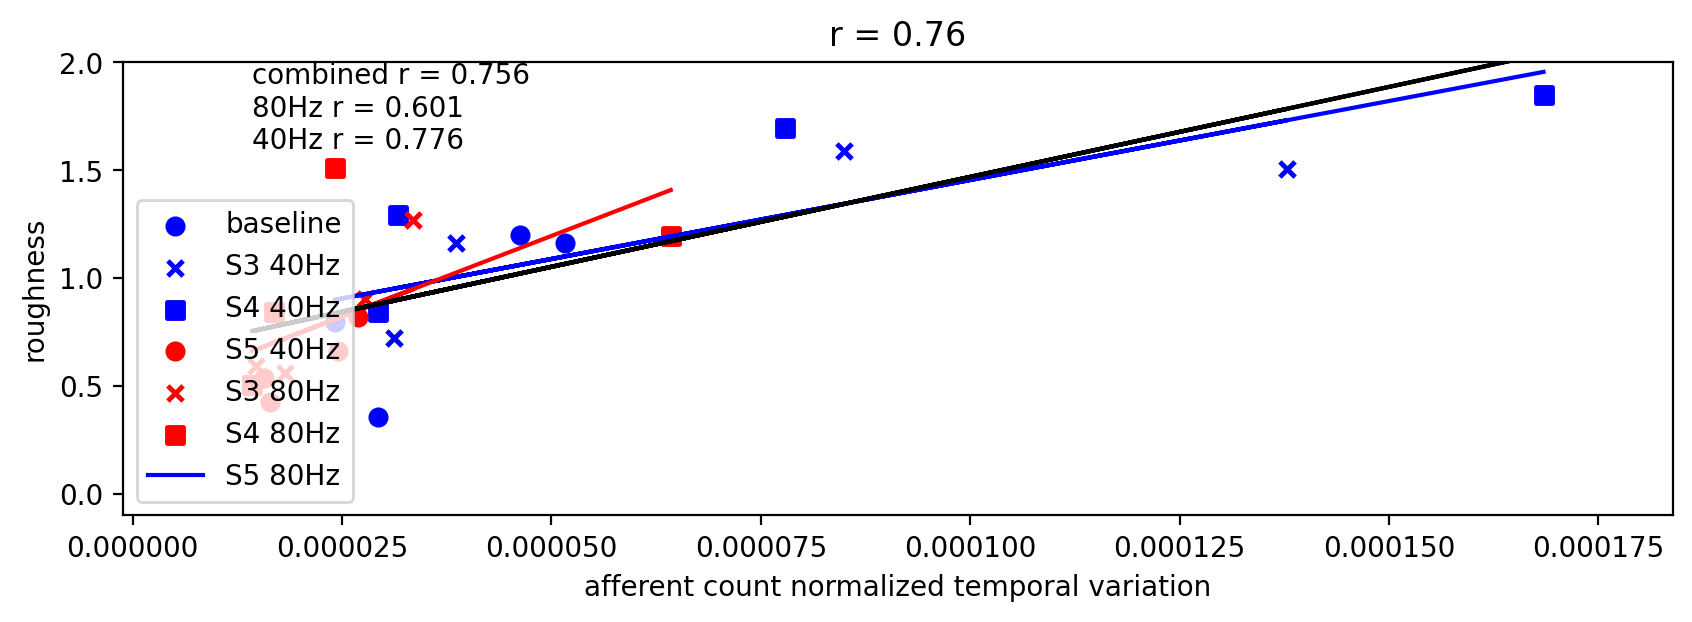 r = 0.76
combined r = 0.756
80Hz r = 0.601
40Hz r = 0.776
2.0
1.5
1.0
0.5
0.0
roughness
baseline
S3 40Hz
S4 40Hz
S5 40Hz
S3 80Hz
S4 80Hz
S5 80Hz
0.000000 0.000025 0.000050 0.000075 0.000100 0.000125 0.000150 0.000175
afferent count normalized temporal variation